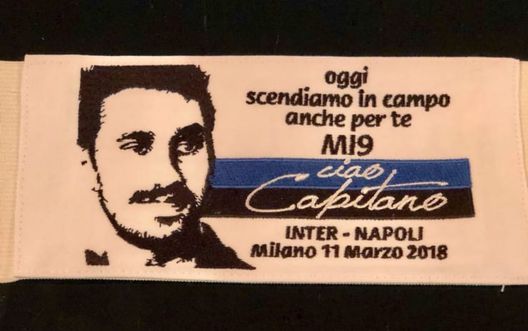 oggi
scendiamo in campo
anche per te
MI9
ciao
Capitano
INTER - NAPOLI
Milano 11 Marzo 2018